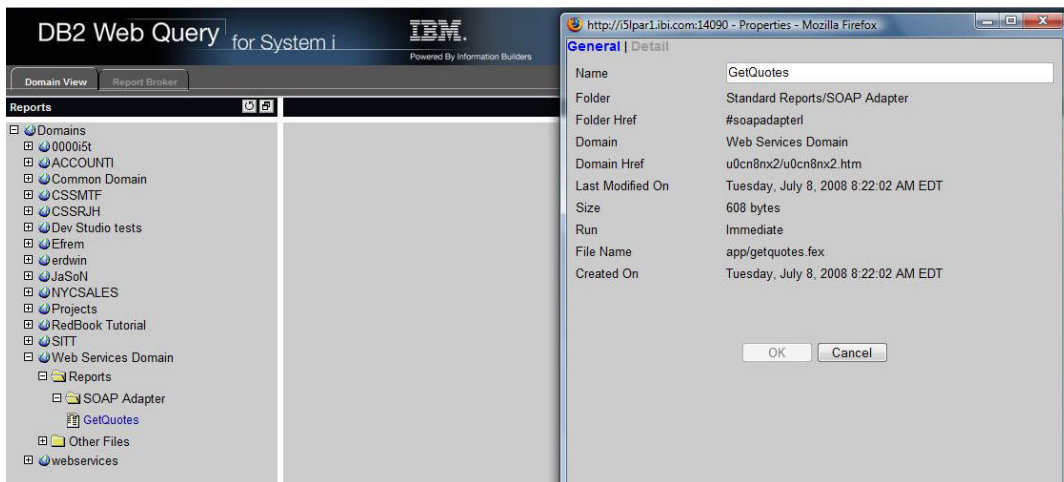 DB2 Web Query for System i
IBM.
Powered By Information Builders
Domain View
Report Broker
Reports
Domains
0000i5t
ACCOUNTI
Common Domain
CSSMTF
CSSRJH
Dev Studio tests
Efrem
erdwin
JaSoN
NYCSALES
Projects
RedBook Tutorial
SITT
Web Services Domain
Reports
SOAP Adapter
GetQuotes
Other Files
webservices
http://i5lpar1.ibi.com:14090 - Properties - Mozilla Firefox
General | Detail
Name GetQuotes
Folder Standard Reports/SOAP Adapter
Folder Href #soapadapterl
Domain Web Services Domain
Domain Href u0cn8nx2/u0cn8nx2.htm
Last Modified On Tuesday, July 8, 2008 8:22:02 AM EDT
Size 608 bytes
Run Immediate
File Name app/getquotes.fex
Created On Tuesday, July 8, 2008 8:22:02 AM EDT
OK Cancel